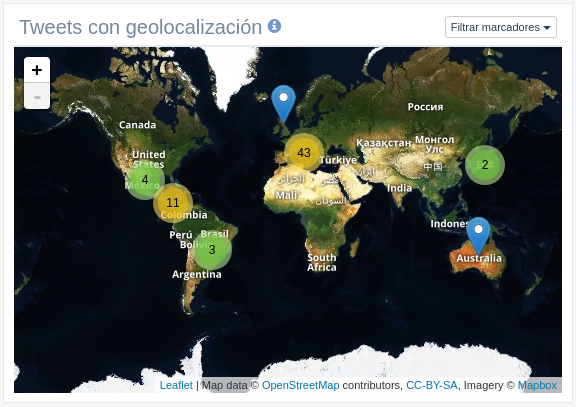 Tweets con geolocalización
Filtrar marcadores
+
-
Россия
Canada
Қазақстан
Монгол
Улс
United
States
43
Türkiye
2
中国
México
4
India
Mali
السودان
11
Colombia
Indones
Perú
Brasil
Bolivia
3
South
Africa
Australia
Argentina
Leaflet | Map data © OpenStreetMap contributors, CC-BY-SA, Imagery © Mapbox